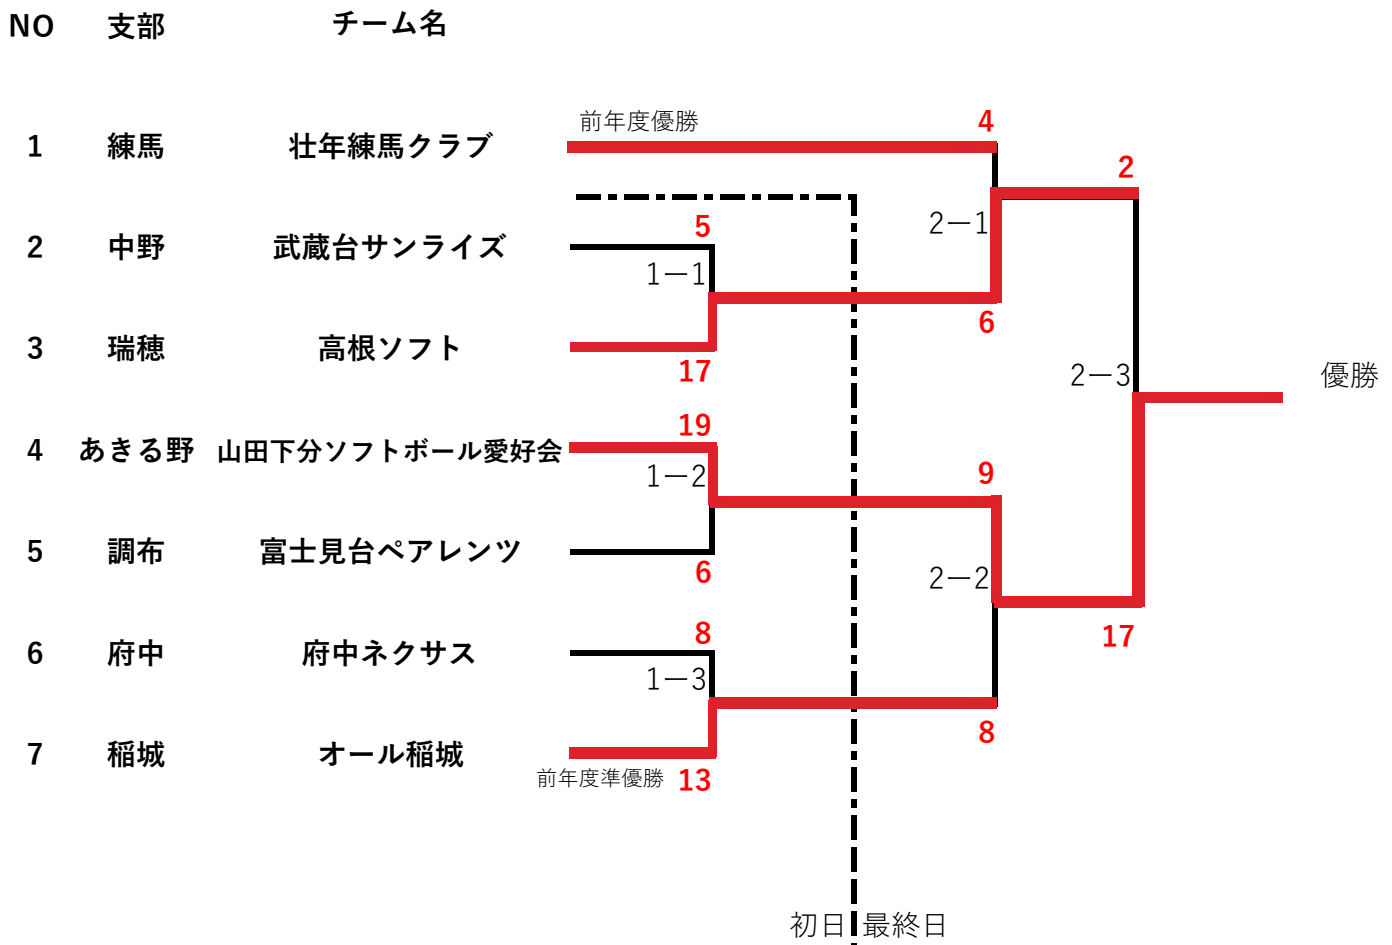 NO 支部 チーム名
前年度優勝 4
1 練馬 壮年練馬クラブ
2
5 2－1
2 中野 武蔵台サンライズ
1－1
6
3 瑞穂 高根ソフト
17 2－3 優勝
19
4 あきる野 山田下分ソフトボール愛好会
1－2 9
5 調布 富士見台ペアレンツ
6 2－2
8 17
6 府中 府中ネクサス
1－3
8
7 稲城 オール稲城
前年度準優勝 13
初日 最終日